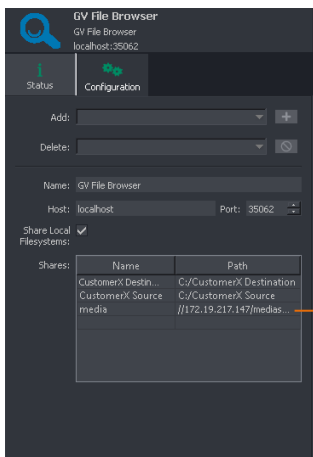 GV File Browser
GV File Browser
localhost:35062
Status
Configuration
Add:
Delete:
Name: GV File Browser
Host: localhost Port: 35062
Share Local
Filesystems:
Shares:
Name Path
CustomerX Destin... C:/CustomerX Destination
CustomerX Source C:/CustomerX Source
media //172.19.217.147/medias...